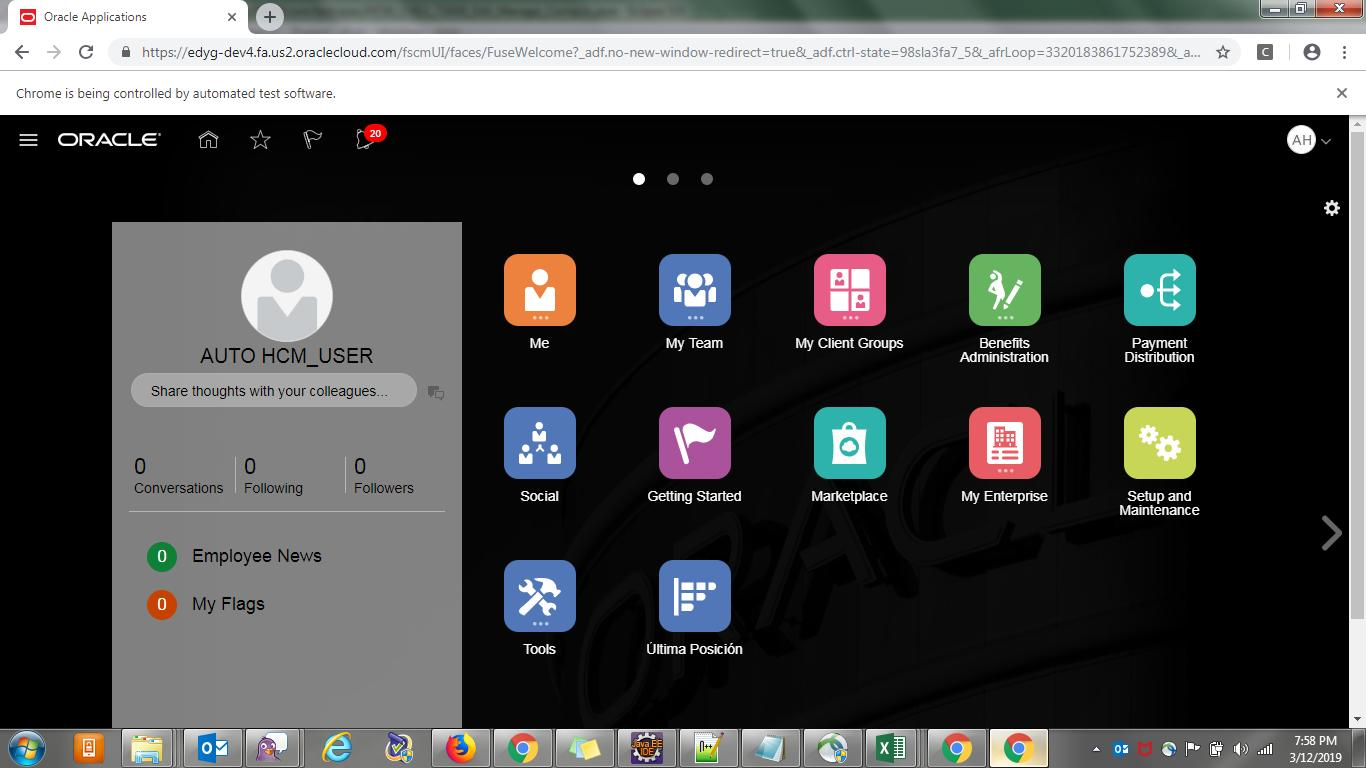 Oracle Applications
https://edyg-dev4.fa.us2.oraclecloud.com/fscmUI/faces/FuseWelcome?_adf.no-new-window-redirect=true&_adf.ctrl-state=98sla3fa7_5&_afrLoop=3320183861752389&_a...
C
Chrome is being controlled by automated test software.
ORACLE
20
AH
AUTO HCM_USER
Share thoughts with your colleagues...
0 0 0
Conversations Following Followers
0 Employee News
0 My Flags
Me
My Team
My Client Groups
Benefits
Administration
Payment
Distribution
Social
Getting Started
Marketplace
My Enterprise
Setup and
Maintenance
Tools
Última Posición
ORACL
Java EE
IDE
7:58 PM
3/12/2019